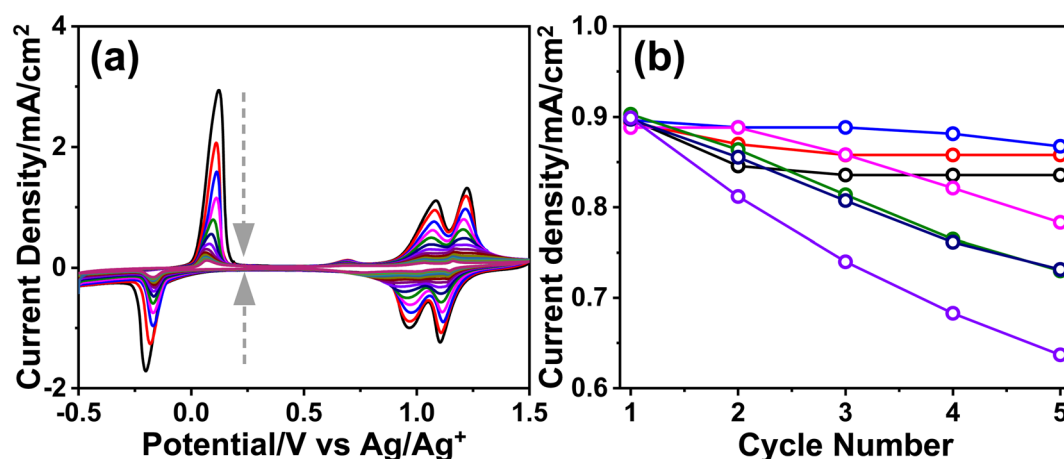 (a)
Current Density/mA/cm²
4
2
0
-2
-0.5 0.0 0.5 1.0 1.5
Potential/V vs Ag/Ag⁺
(b)
Current density/mA/cm²
1.0
0.9
0.8
0.7
0.6
1 2 3 4 5
Cycle Number